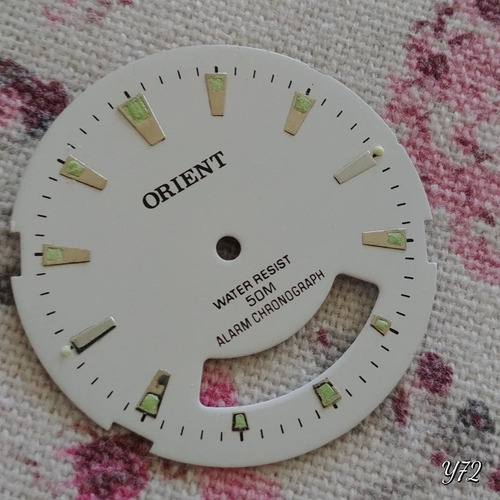 ORIENT
WATER RESIST
50M
ALARM CHRONOGRAPH
Y72